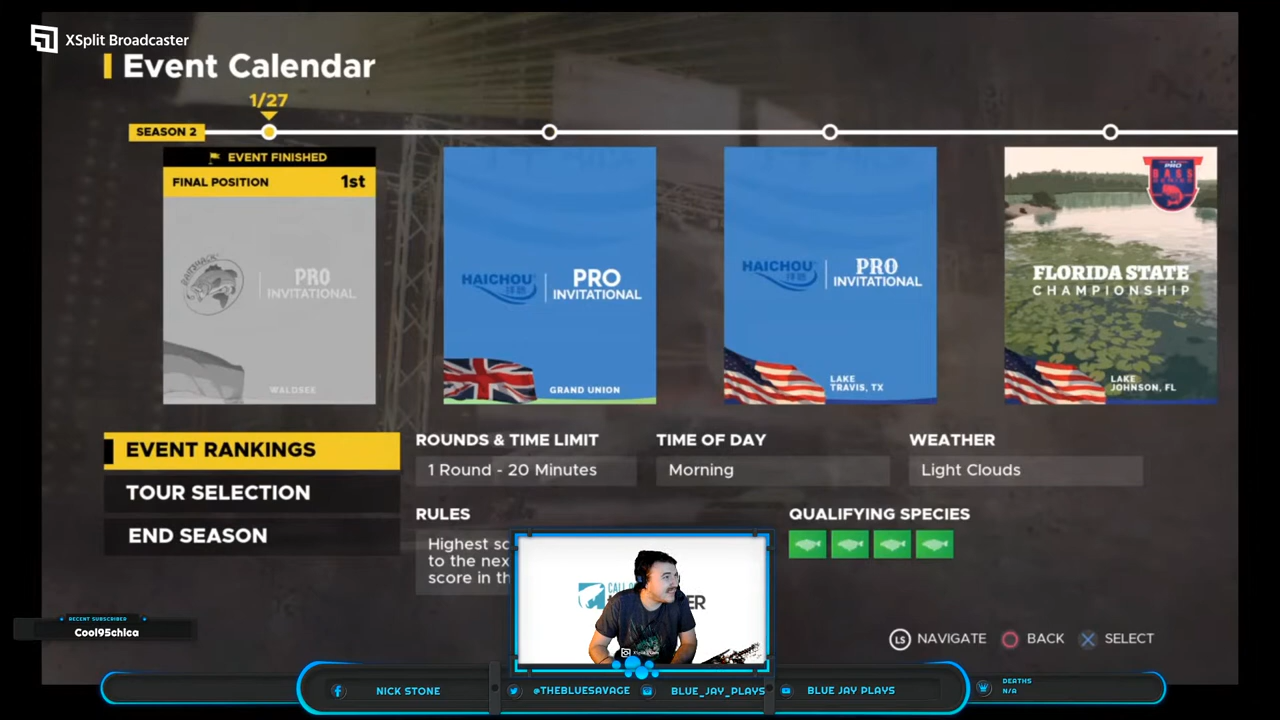 XSplit Broadcaster
Event Calendar
1/27
SEASON 2
EVENT FINISHED
FINAL POSITION 1st
PRO
INVITATIONAL
WALDSEE
HAICHOU
PRO
INVITATIONAL
GRAND UNION
HAICHOU
PRO
INVITATIONAL
LAKE
TRAVIS, TX
PRO
BASS
SERIES
FLORIDA STATE
CHAMPIONSHIP
LAKE
JOHNSON, FL
EVENT RANKINGS
TOUR SELECTION
END SEASON
ROUNDS & TIME LIMIT
1 Round - 20 Minutes
TIME OF DAY
Morning
WEATHER
Light Clouds
RULES
Highest sc
to the nex
score in th
QUALIFYING SPECIES
RECENT SUBSCRIBER
Cool95chica
LS NAVIGATE BACK SELECT
NICK STONE
@THEBLUESAVAGE
BLUE_JAY_PLAYS
BLUE JAY PLAYS
DEATHS
N/A